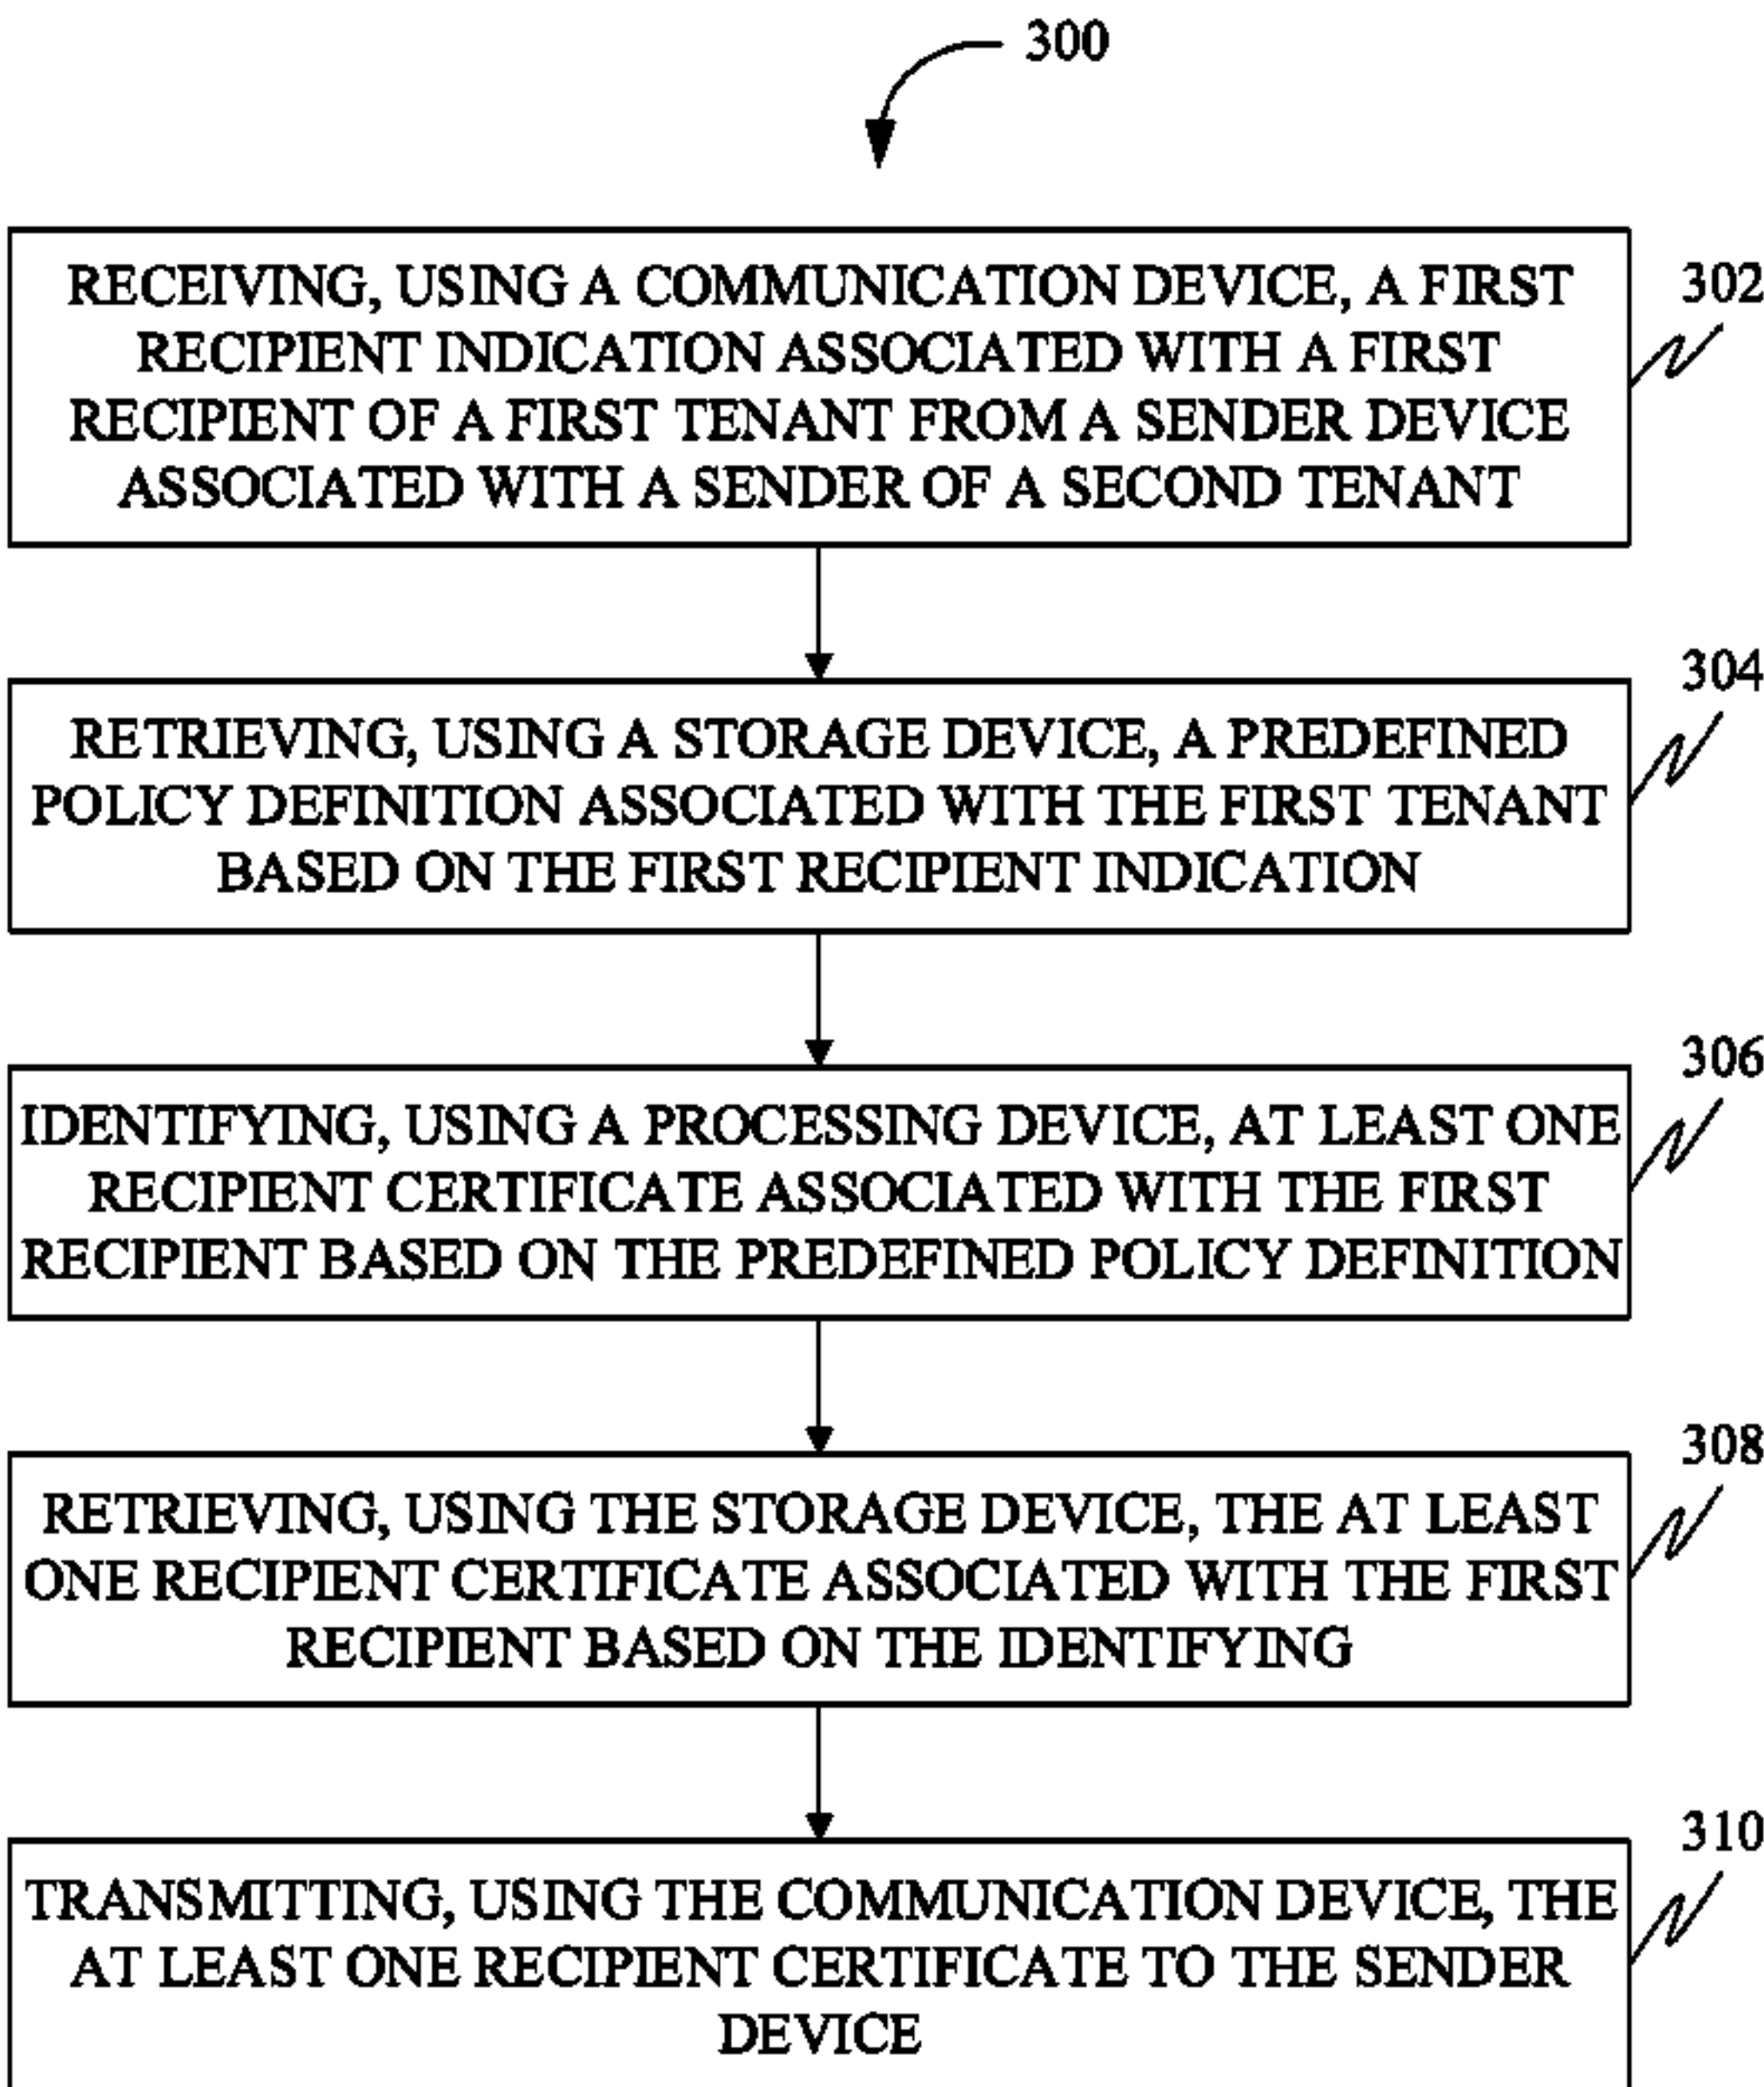 300
RECEIVING, USING A COMMUNICATION DEVICE, A FIRST
RECIPIENT INDICATION ASSOCIATED WITH A FIRST
RECIPIENT OF A FIRST TENANT FROM A SENDER DEVICE
ASSOCIATED WITH A SENDER OF A SECOND TENANT
302
RETRIEVING, USING A STORAGE DEVICE, A PREDEFINED
POLICY DEFINITION ASSOCIATED WITH THE FIRST TENANT
BASED ON THE FIRST RECIPIENT INDICATION
304
IDENTIFYING, USING A PROCESSING DEVICE, AT LEAST ONE
RECIPIENT CERTIFICATE ASSOCIATED WITH THE FIRST
RECIPIENT BASED ON THE PREDEFINED POLICY DEFINITION
306
RETRIEVING, USING THE STORAGE DEVICE, THE AT LEAST
ONE RECIPIENT CERTIFICATE ASSOCIATED WITH THE FIRST
RECIPIENT BASED ON THE IDENTIFYING
308
TRANSMITTING, USING THE COMMUNICATION DEVICE, THE
AT LEAST ONE RECIPIENT CERTIFICATE TO THE SENDER
DEVICE
310